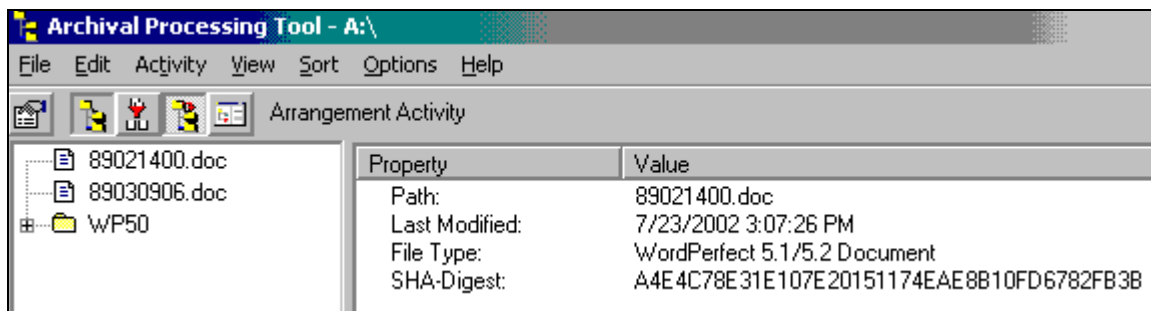 Archival Processing Tool - A:\
File Edit Activity View Sort Options Help
Arrangement Activity
89021400.doc
89030906.doc
WP50
Property Value
Path: 89021400.doc
Last Modified: 7/23/2002 3:07:26 PM
File Type: WordPerfect 5.1/5.2 Document
SHA-Digest: A4E4C78E31E107E20151174EAE8B10FD6782FB3B